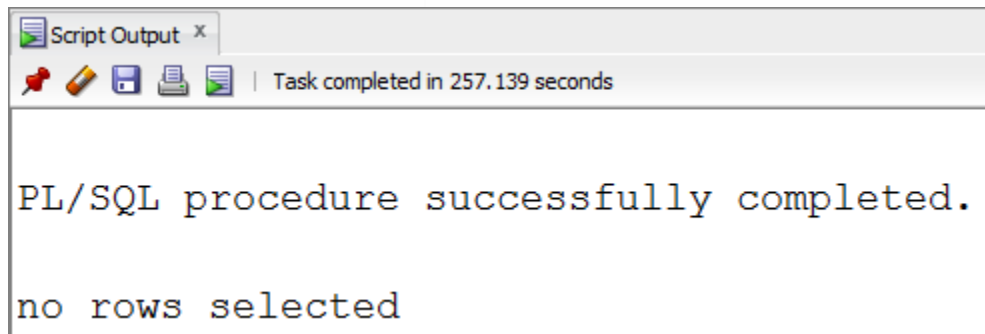 Script Output x
Task completed in 257.139 seconds
PL/SQL procedure successfully completed.
no rows selected